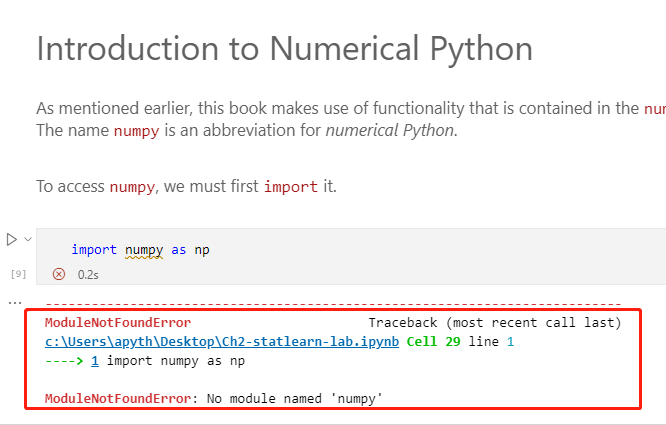 Introduction to Numerical Python
As mentioned earlier, this book makes use of functionality that is contained in the
The name numpy is an abbreviation for numerical Python.
To access numpy, we must first import it.
import numpy as np
[9] 0.2s
... --------------------------------------------------------------------------
ModuleNotFoundError Traceback (most recent call last)
c:\Users\apyth\Desktop\Ch2-statlearn-lab.ipynb Cell 29 line 1
----> 1 import numpy as np
ModuleNotFoundError: No module named 'numpy'